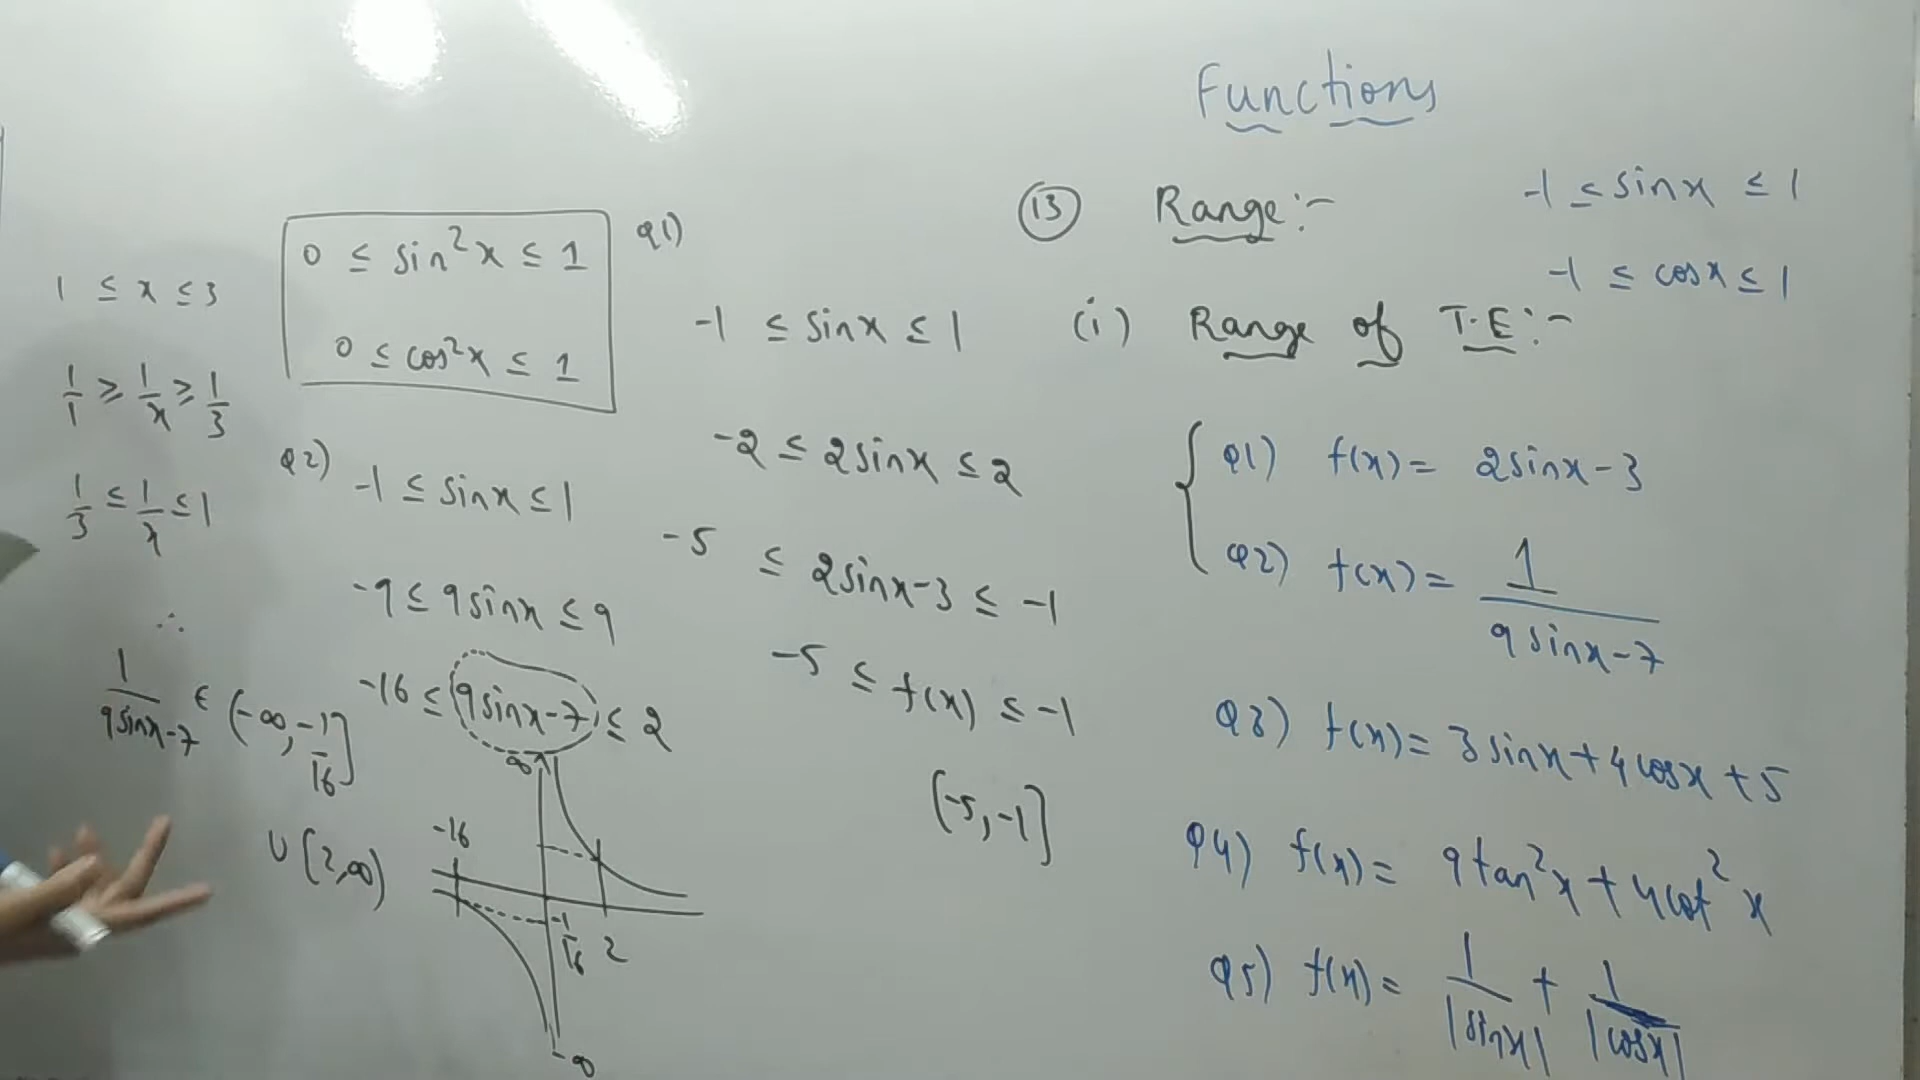 Functions
(13) Range:-
-1 ≤ sinx ≤ 1
-1 ≤ cosx ≤ 1
(i) Range of T.E:-
Q1) f(x) = 2sinx-3
Q2) f(x) = 1/(9sinx-7)
Q3) f(x) = 3sinx + 4cosx + 5
Q4) f(x) = 9tan²x + 4cot²x
Q5) f(x) = 1/|sinx| + 1/|cosx|
Q1)
-1 ≤ sinx ≤ 1
-2 ≤ 2sinx ≤ 2
-5 ≤ 2sinx-3 ≤ -1
-5 ≤ f(x) ≤ -1
[-5,-1]
0 ≤ sin²x ≤ 1
0 ≤ cos²x ≤ 1
Q2)
-1 ≤ sinx ≤ 1
-9 ≤ 9sinx ≤ 9
-16 ≤ 9sinx-7 ≤ 2
∞
-16
-1/16
2
-∞
1 ≤ x ≤ 3
1/1 ≥ 1/x ≥ 1/3
1/3 ≤ 1/x ≤ 1
∴
1/(9sinx-7) ∈ (-∞, -1/16]
∪ [2,∞)